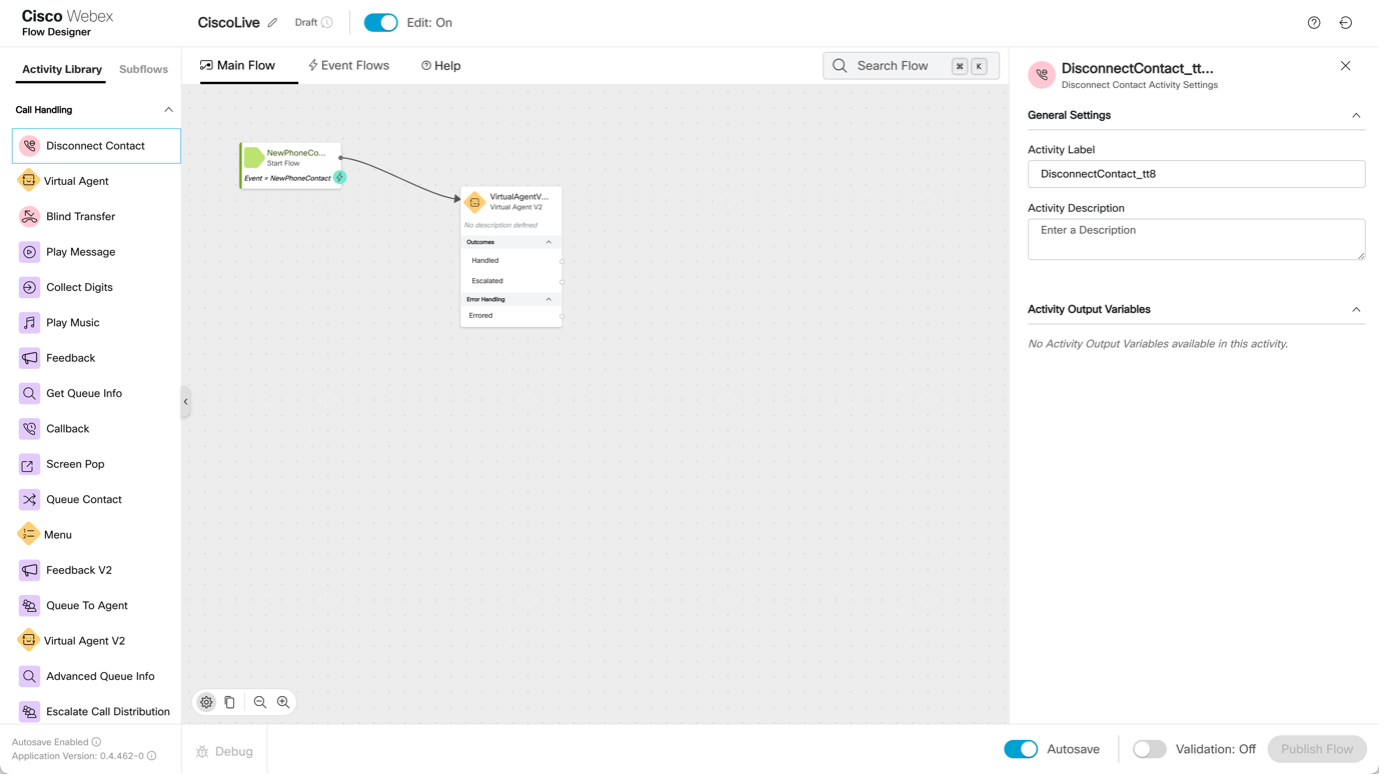 Cisco Webex
Flow Designer
CiscoLive
Draft
Edit: On
Activity Library
Subflows
Main Flow
Event Flows
Help
Search Flow
⌘
K
Call Handling
Disconnect Contact
Virtual Agent
Blind Transfer
Play Message
Collect Digits
Play Music
Feedback
Get Queue Info
Callback
Screen Pop
Queue Contact
Menu
Feedback V2
Queue To Agent
Virtual Agent V2
Advanced Queue Info
Escalate Call Distribution
NewPhoneCo...
Start Flow
Event = NewPhoneContact
VirtualAgentV...
Virtual Agent V2
No description defined
Outcomes
Handled
Escalated
Error Handling
Errored
DisconnectContact_tt...
Disconnect Contact Activity Settings
General Settings
Activity Label
DisconnectContact_tt8
Activity Description
Enter a Description
Activity Output Variables
No Activity Output Variables available in this activity.
Autosave Enabled
Application Version: 0.4.462-0
Debug
Autosave
Validation: Off
Publish Flow